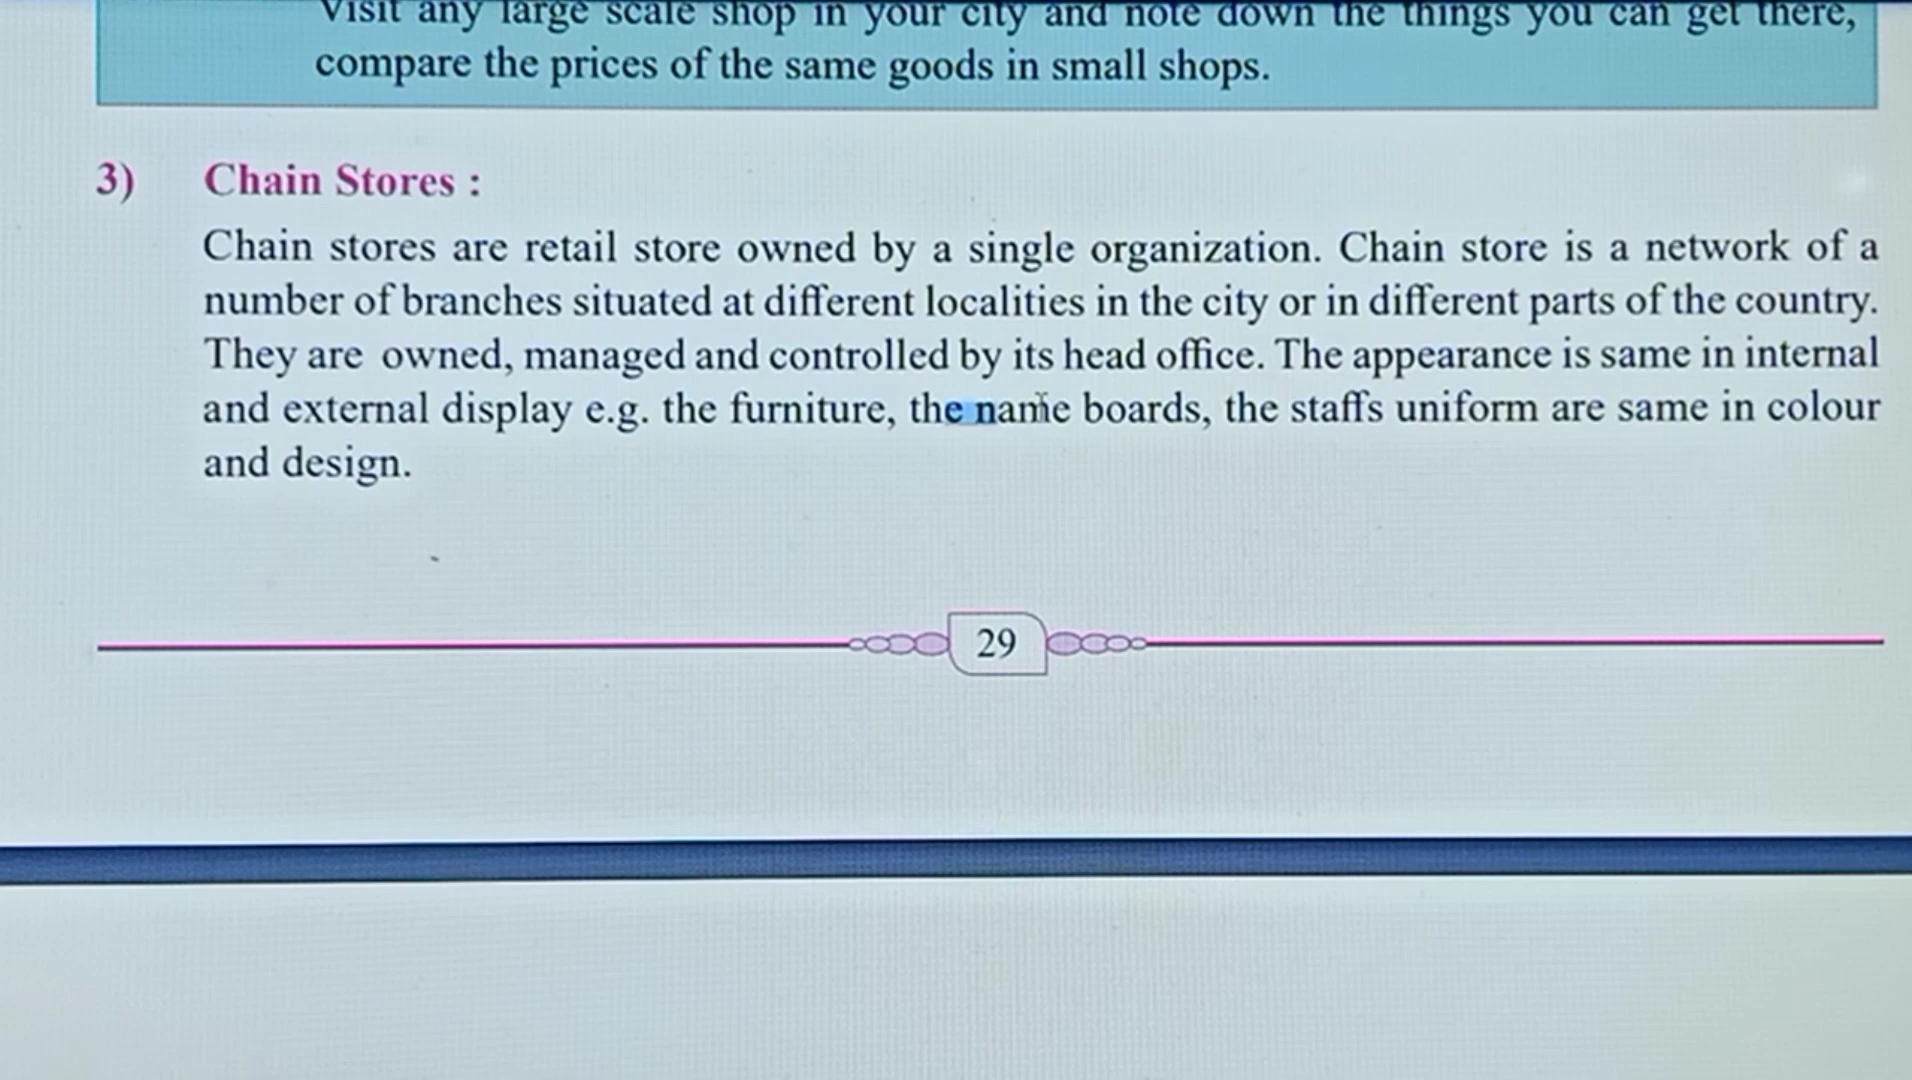 Visit any large scale shop in your city and note down the things you can get there,
compare the prices of the same goods in small shops.
3) Chain Stores :
Chain stores are retail store owned by a single organization. Chain store is a network of a
number of branches situated at different localities in the city or in different parts of the country.
They are owned, managed and controlled by its head office. The appearance is same in internal
and external display e.g. the furniture, the name boards, the staffs uniform are same in colour
and design.
29